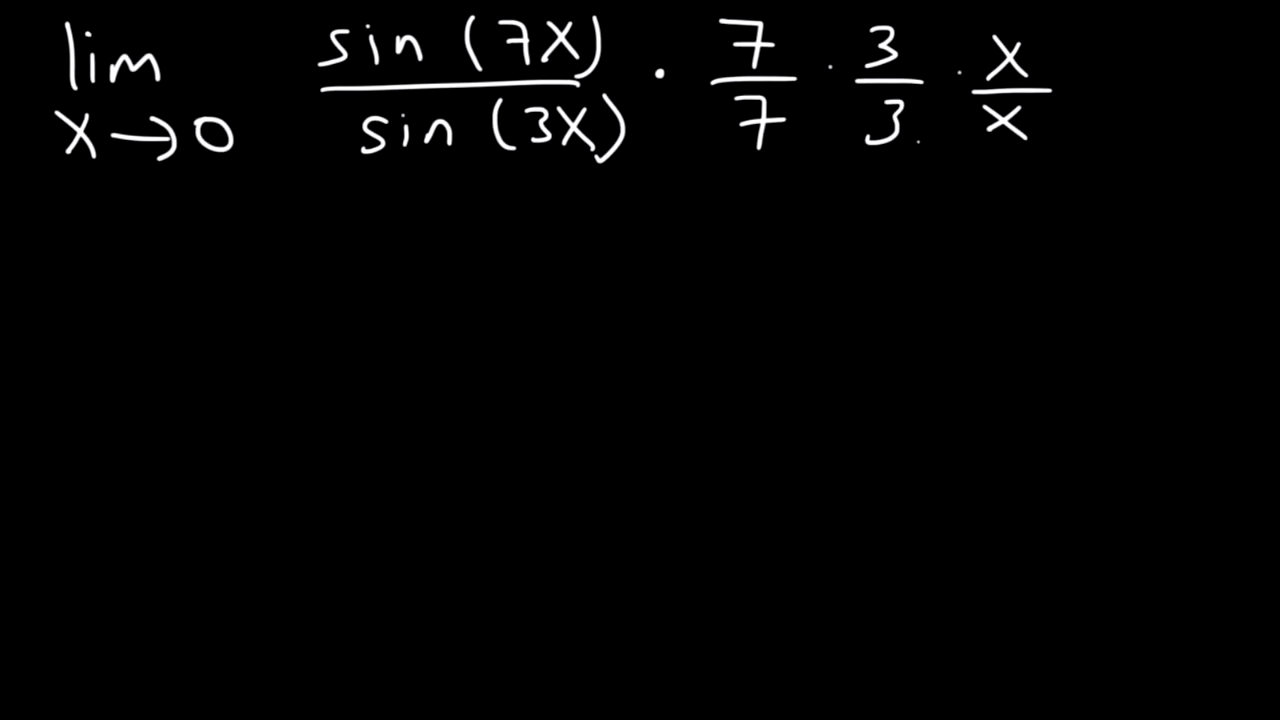 lim sin (7x) · 7 · 3 · x
x→0 sin (3x) 7 3 x